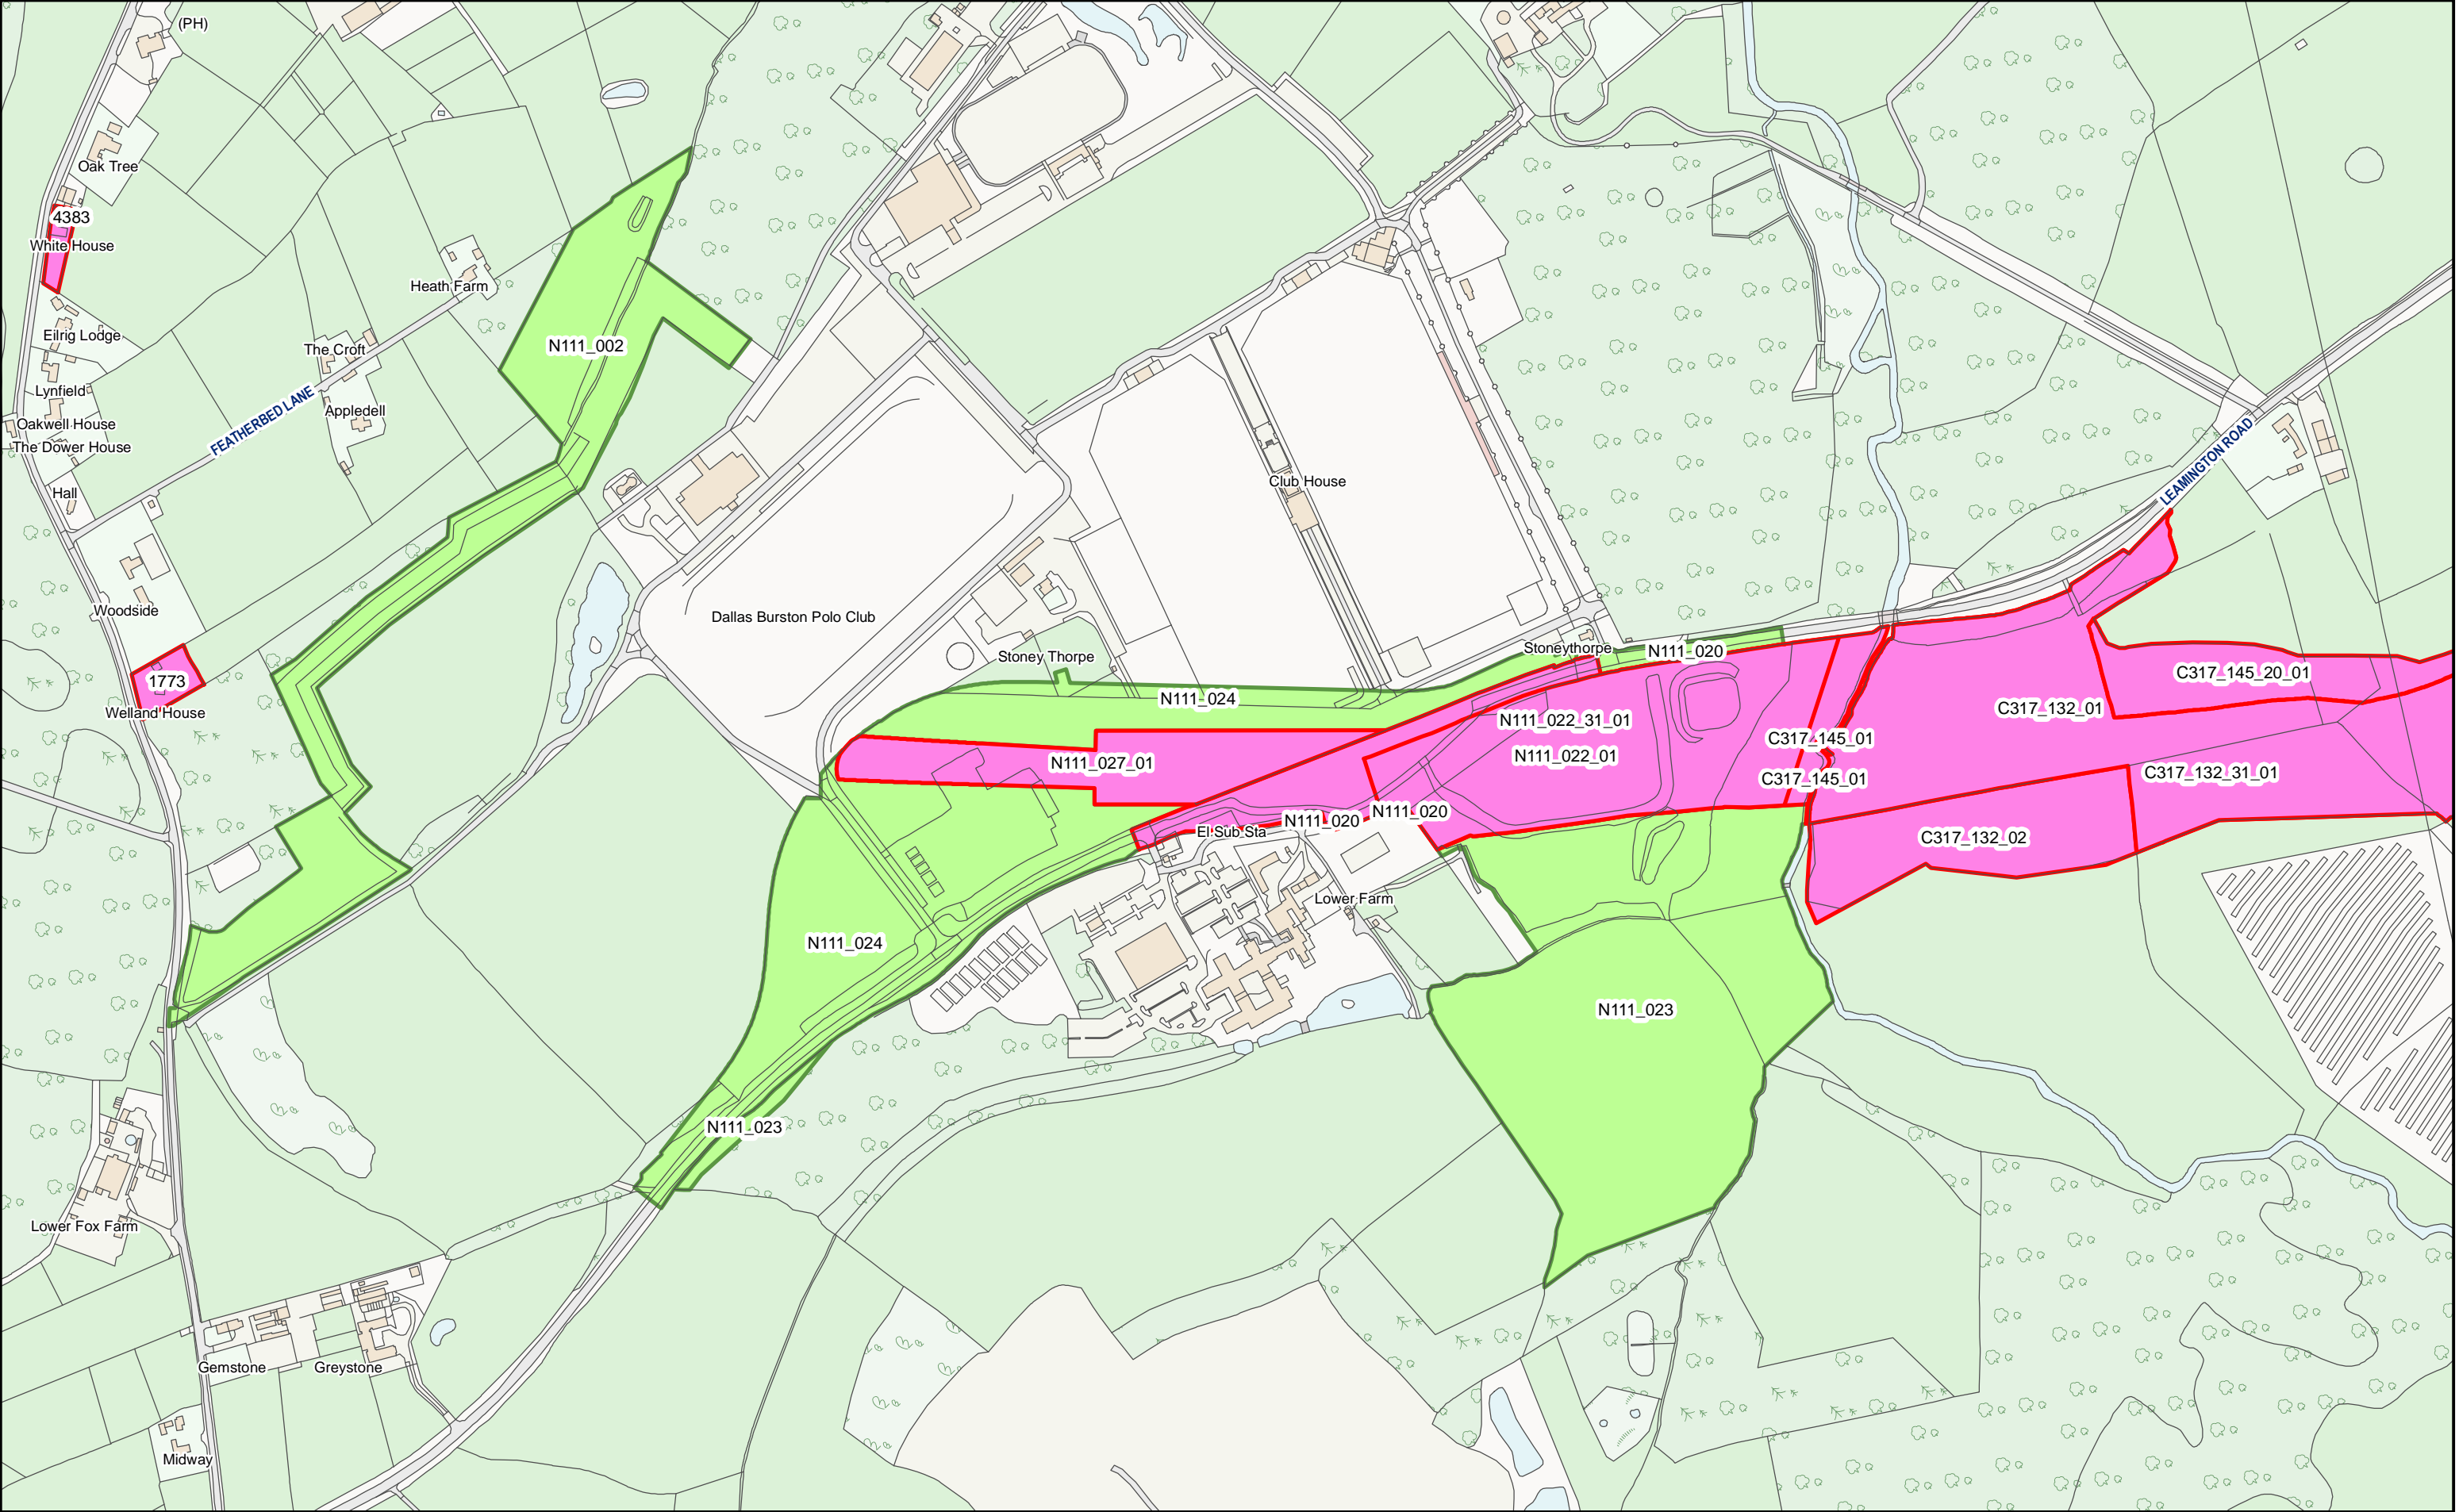 (PH)
Oak Tree
4383
White House
Heath Farm
Eilrig Lodge
The Croft
N111_002
Lynfield
Appledell
FEATHERBED LANE
Oakwell House
The Dower House
Hall
Club House
LEAMINGTON ROAD
Woodside
Dallas Burston Polo Club
Stoney Thorpe
Stoneythorpe
N111_020
1773
Welland House
N111_024
C317_145_20_01
C317_132_01
N111_022_31_01
C317_145_01
N111_027_01
N111_022_01
C317_145_01
C317_132_31_01
N111_020
N111_020
El Sub Sta
C317_132_02
Lower Farm
N111_024
N111_023
N111_023
Lower Fox Farm
Gemstone
Greystone
Midway